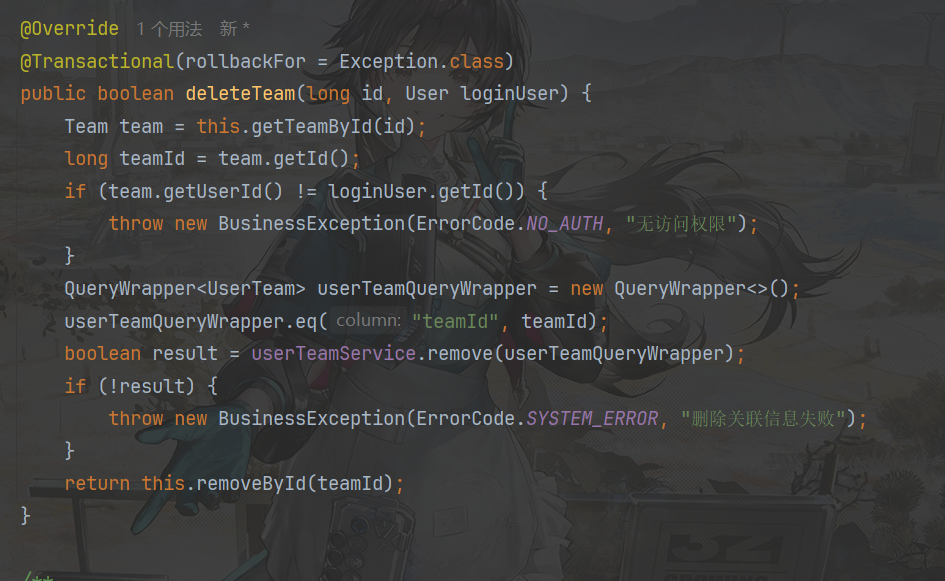 @Override 1 个用法 新 *
@Transactional(rollbackFor = Exception.class)
public boolean deleteTeam(long id, User loginUser) {
Team team = this.getTeamById(id);
long teamId = team.getId();
if (team.getUserId() != loginUser.getId()) {
throw new BusinessException(ErrorCode.NO_AUTH, "无访问权限");
}
QueryWrapper<UserTeam> userTeamQueryWrapper = new QueryWrapper<>();
userTeamQueryWrapper.eq( column: "teamId", teamId);
boolean result = userTeamService.remove(userTeamQueryWrapper);
if (!result) {
throw new BusinessException(ErrorCode.SYSTEM_ERROR, "删除关联信息失败");
}
return this.removeById(teamId);
}
/**